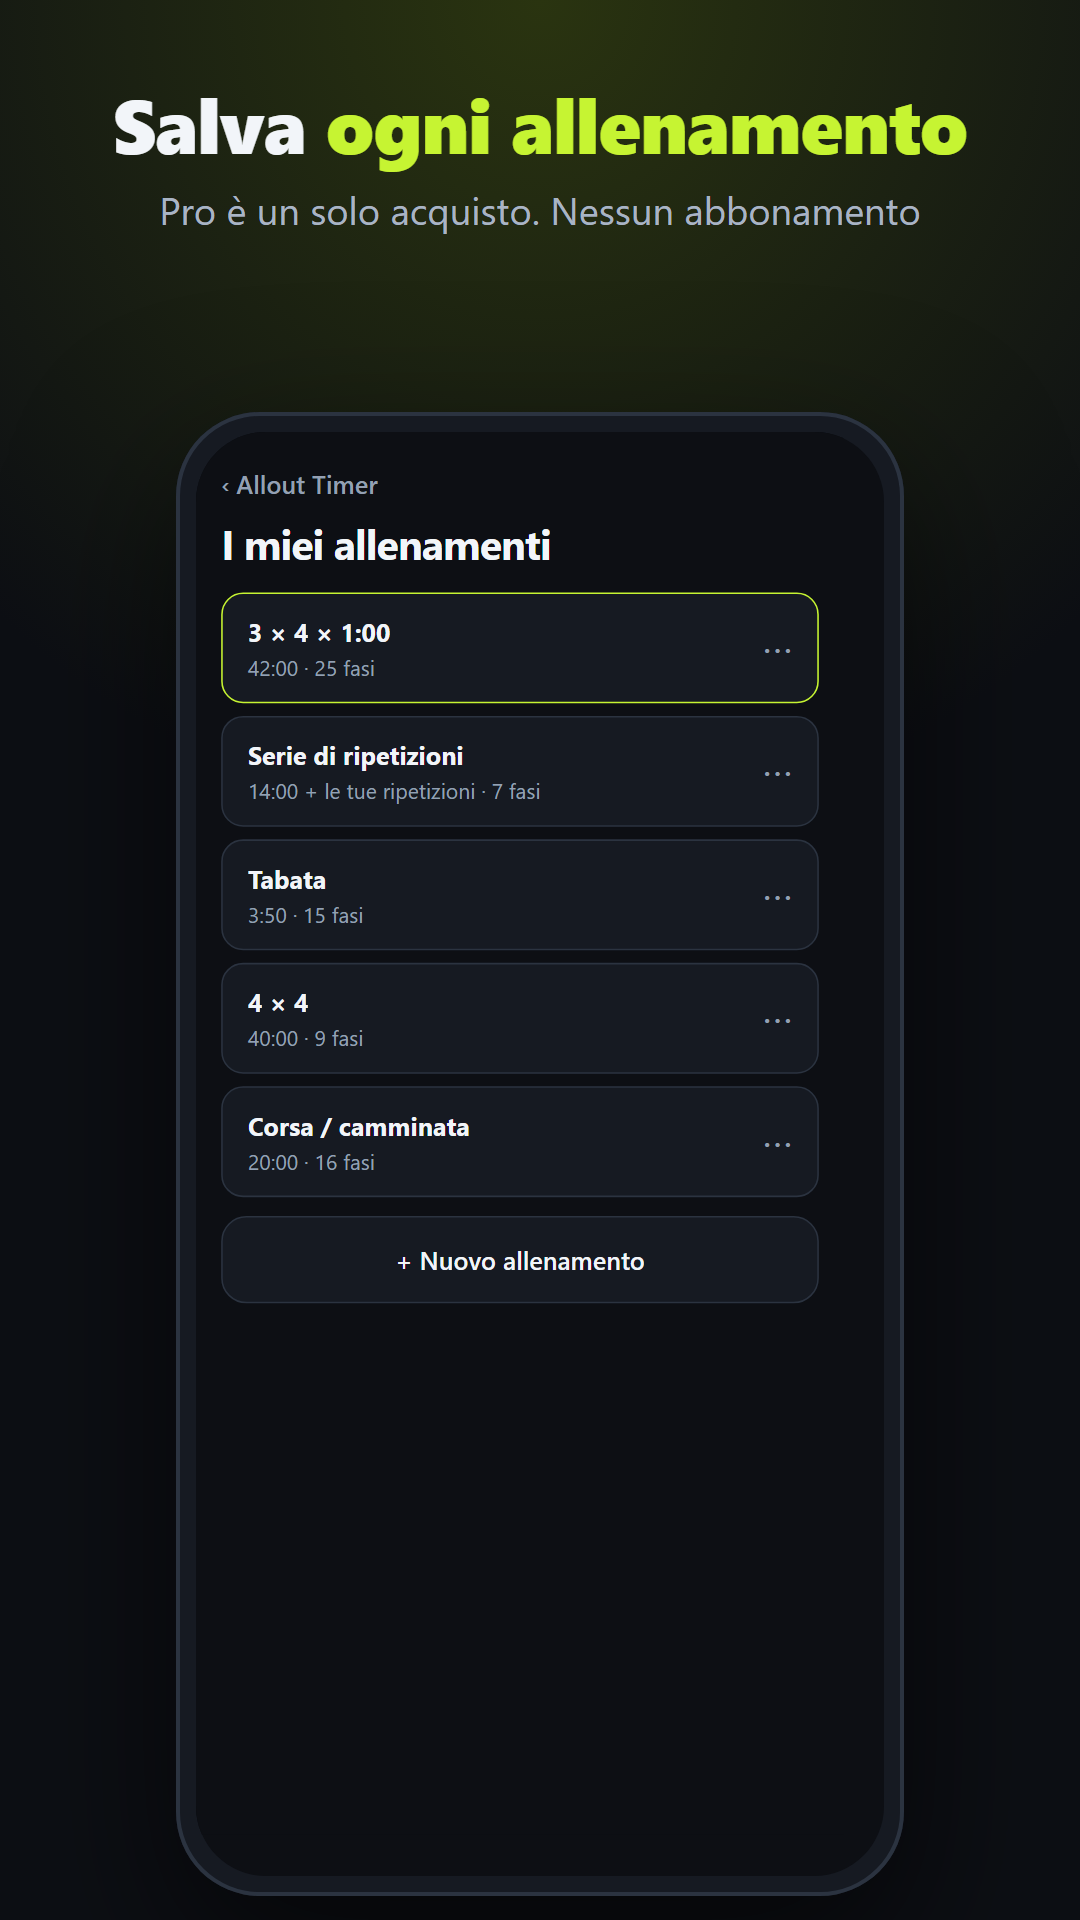 Salva ogni allenamento
Pro è un solo acquisto. Nessun abbonamento
‹ Allout Timer
I miei allenamenti
3 × 4 × 1:00
42:00 · 25 fasi
...
Serie di ripetizioni
14:00 + le tue ripetizioni · 7 fasi
...
Tabata
3:50 · 15 fasi
...
4 × 4
40:00 · 9 fasi
...
Corsa / camminata
20:00 · 16 fasi
...
+ Nuovo allenamento